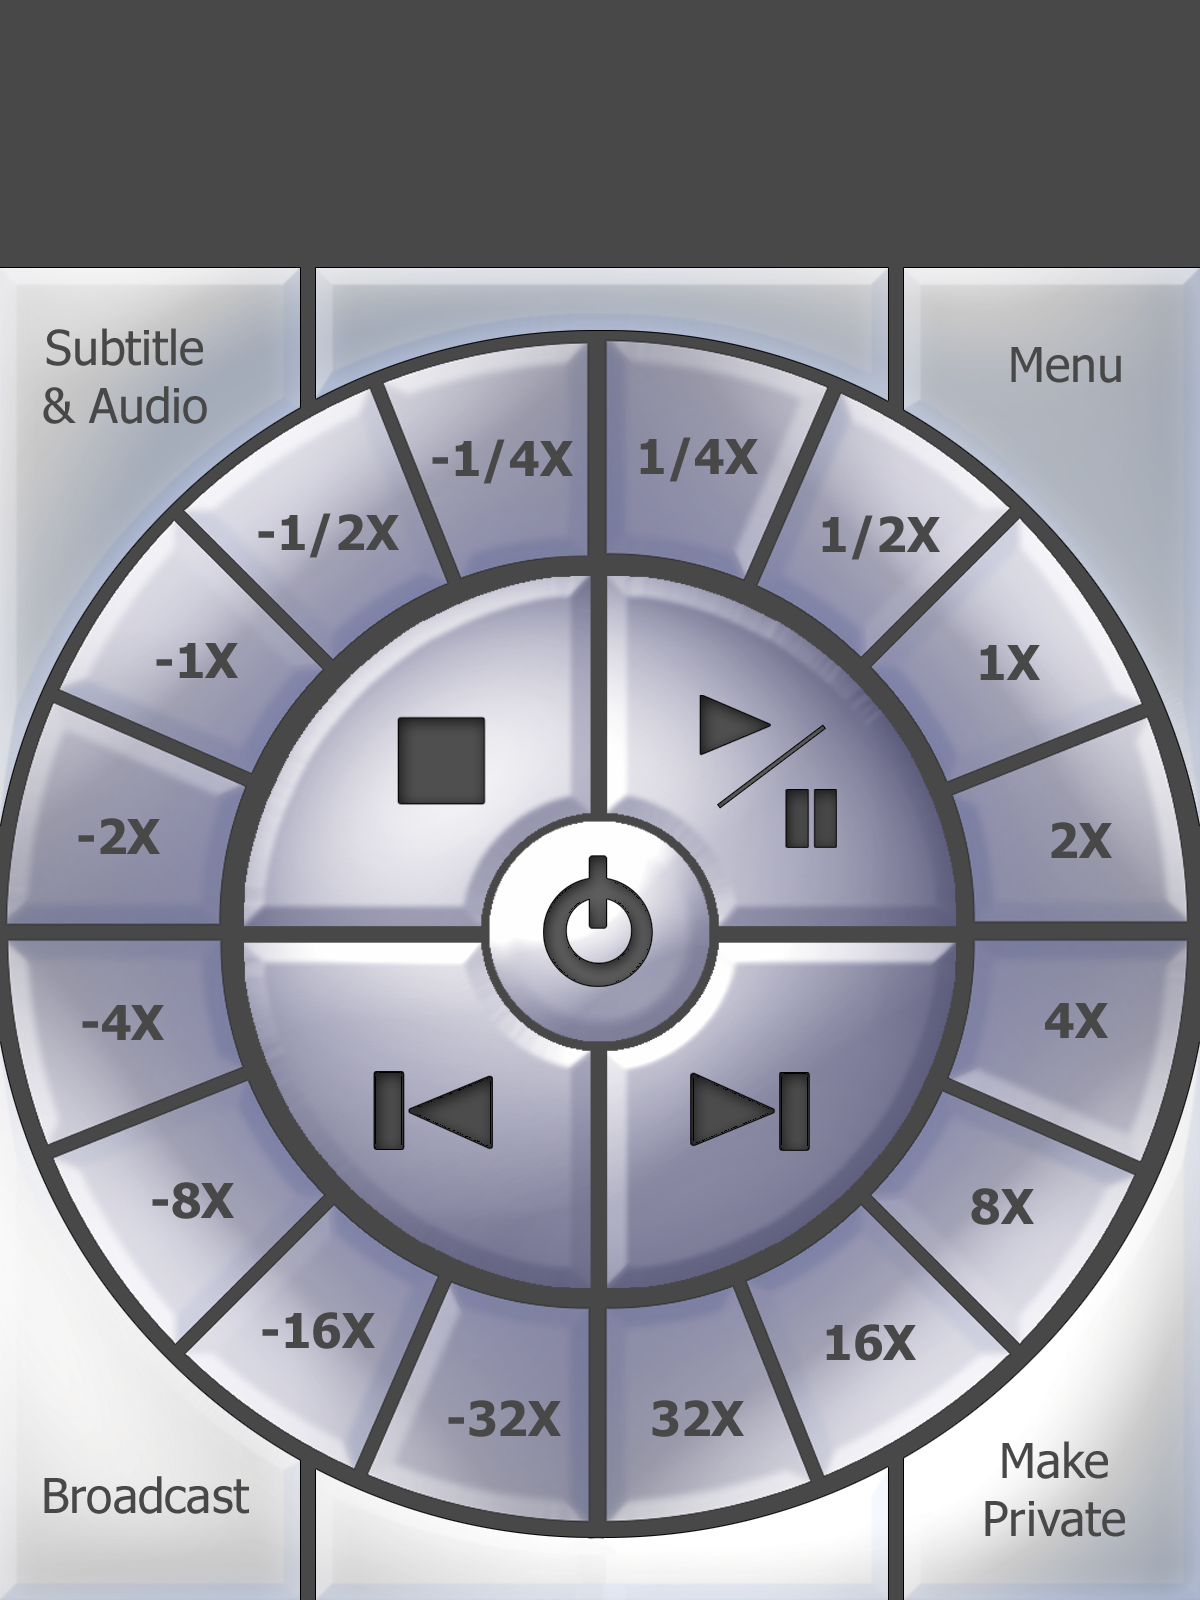 Subtitle
& Audio
Menu
-1/4X
1/4X
-1/2X
1/2X
-1X
1X
-2X
2X
-4X
4X
-8X
8X
-16X
16X
-32X
32X
Broadcast
Make
Private